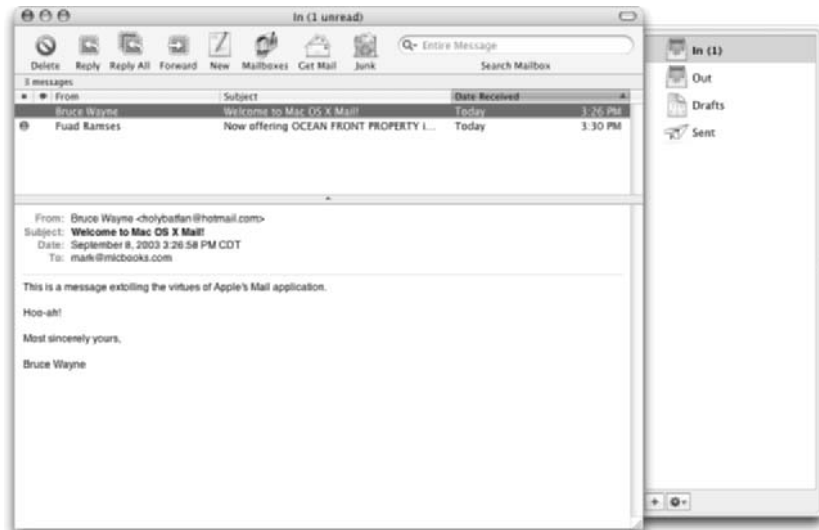 In (1 unread)
Entire Message
Delete Reply Reply All Forward New Mailboxes Get Mail Junk Search Mailbox
messages
From Subject Date Received
Bruce Wayne Welcome to Mac OS X Mail! Today 3:26 PM
Fuad Ramses Now offering OCEAN FRONT PROPERTY i... Today 3:30 PM
From: Bruce Wayne <holybatfan@hotmail.com>
Subject: Welcome to Mac OS X Mail!
Date: September 8, 2003 3:26:58 PM CDT
To: mark@mlcbooks.com
This is a message extolling the virtues of Apple's Mail application.
Hoo-ah!
Most sincerely yours,
Bruce Wayne
In (1)
Out
Drafts
Sent